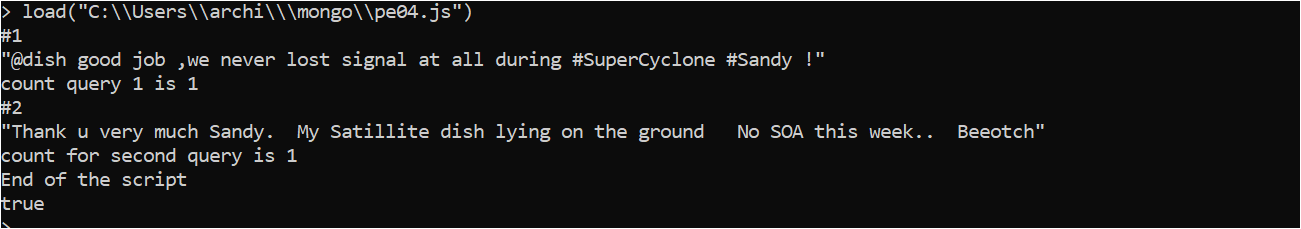 > load("C:\\Users\\archi\\\mongo\\pe04.js")
#1
"@dish good job ,we never lost signal at all during #SuperCyclone #Sandy !"
count query 1 is 1
#2
"Thank u very much Sandy.  My Satillite dish lying on the ground   No SOA this week..  Beeotch"
count for second query is 1
End of the script
true
>